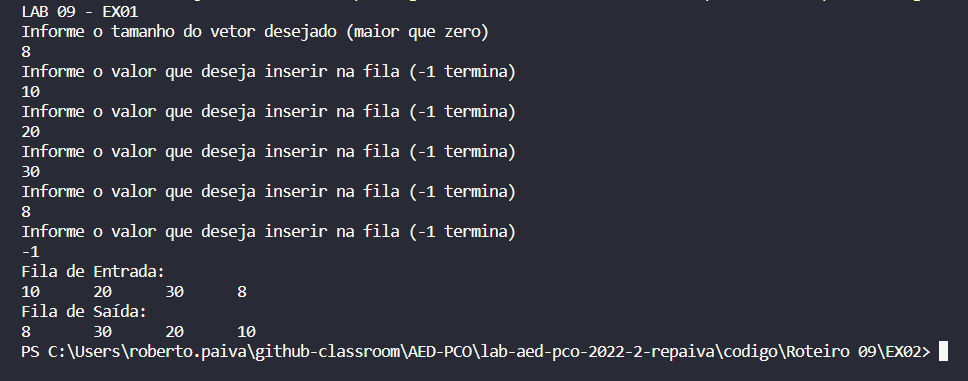 LAB 09 - EX01
Informe o tamanho do vetor desejado (maior que zero)
8
Informe o valor que deseja inserir na fila (-1 termina)
10
Informe o valor que deseja inserir na fila (-1 termina)
20
Informe o valor que deseja inserir na fila (-1 termina)
30
Informe o valor que deseja inserir na fila (-1 termina)
8
Informe o valor que deseja inserir na fila (-1 termina)
-1
Fila de Entrada:
10 20 30 8
Fila de Saída:
8 30 20 10
PS C:\Users\roberto.paiva\github-classroom\AED-PCO\lab-aed-pco-2022-2-repaiva\codigo\Roteiro 09\EX02>